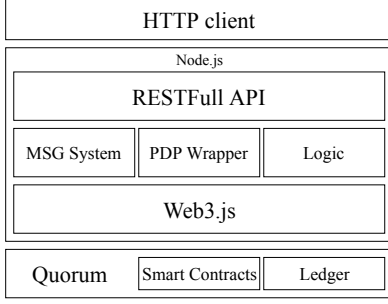 HTTP client
Node.js
RESTFull API
MSG System PDP Wrapper Logic
Web3.js
Quorum Smart Contracts Ledger